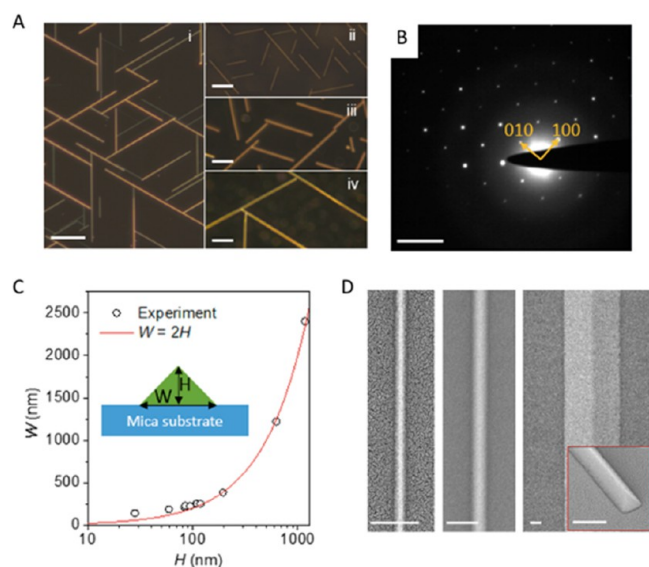 A
i
ii
iii
iv
B
010
100
C
2500
2000
1500
1000
500
0
W (nm)
Experiment
W = 2H
H
W
Mica substrate
10
100
1000
H (nm)
D